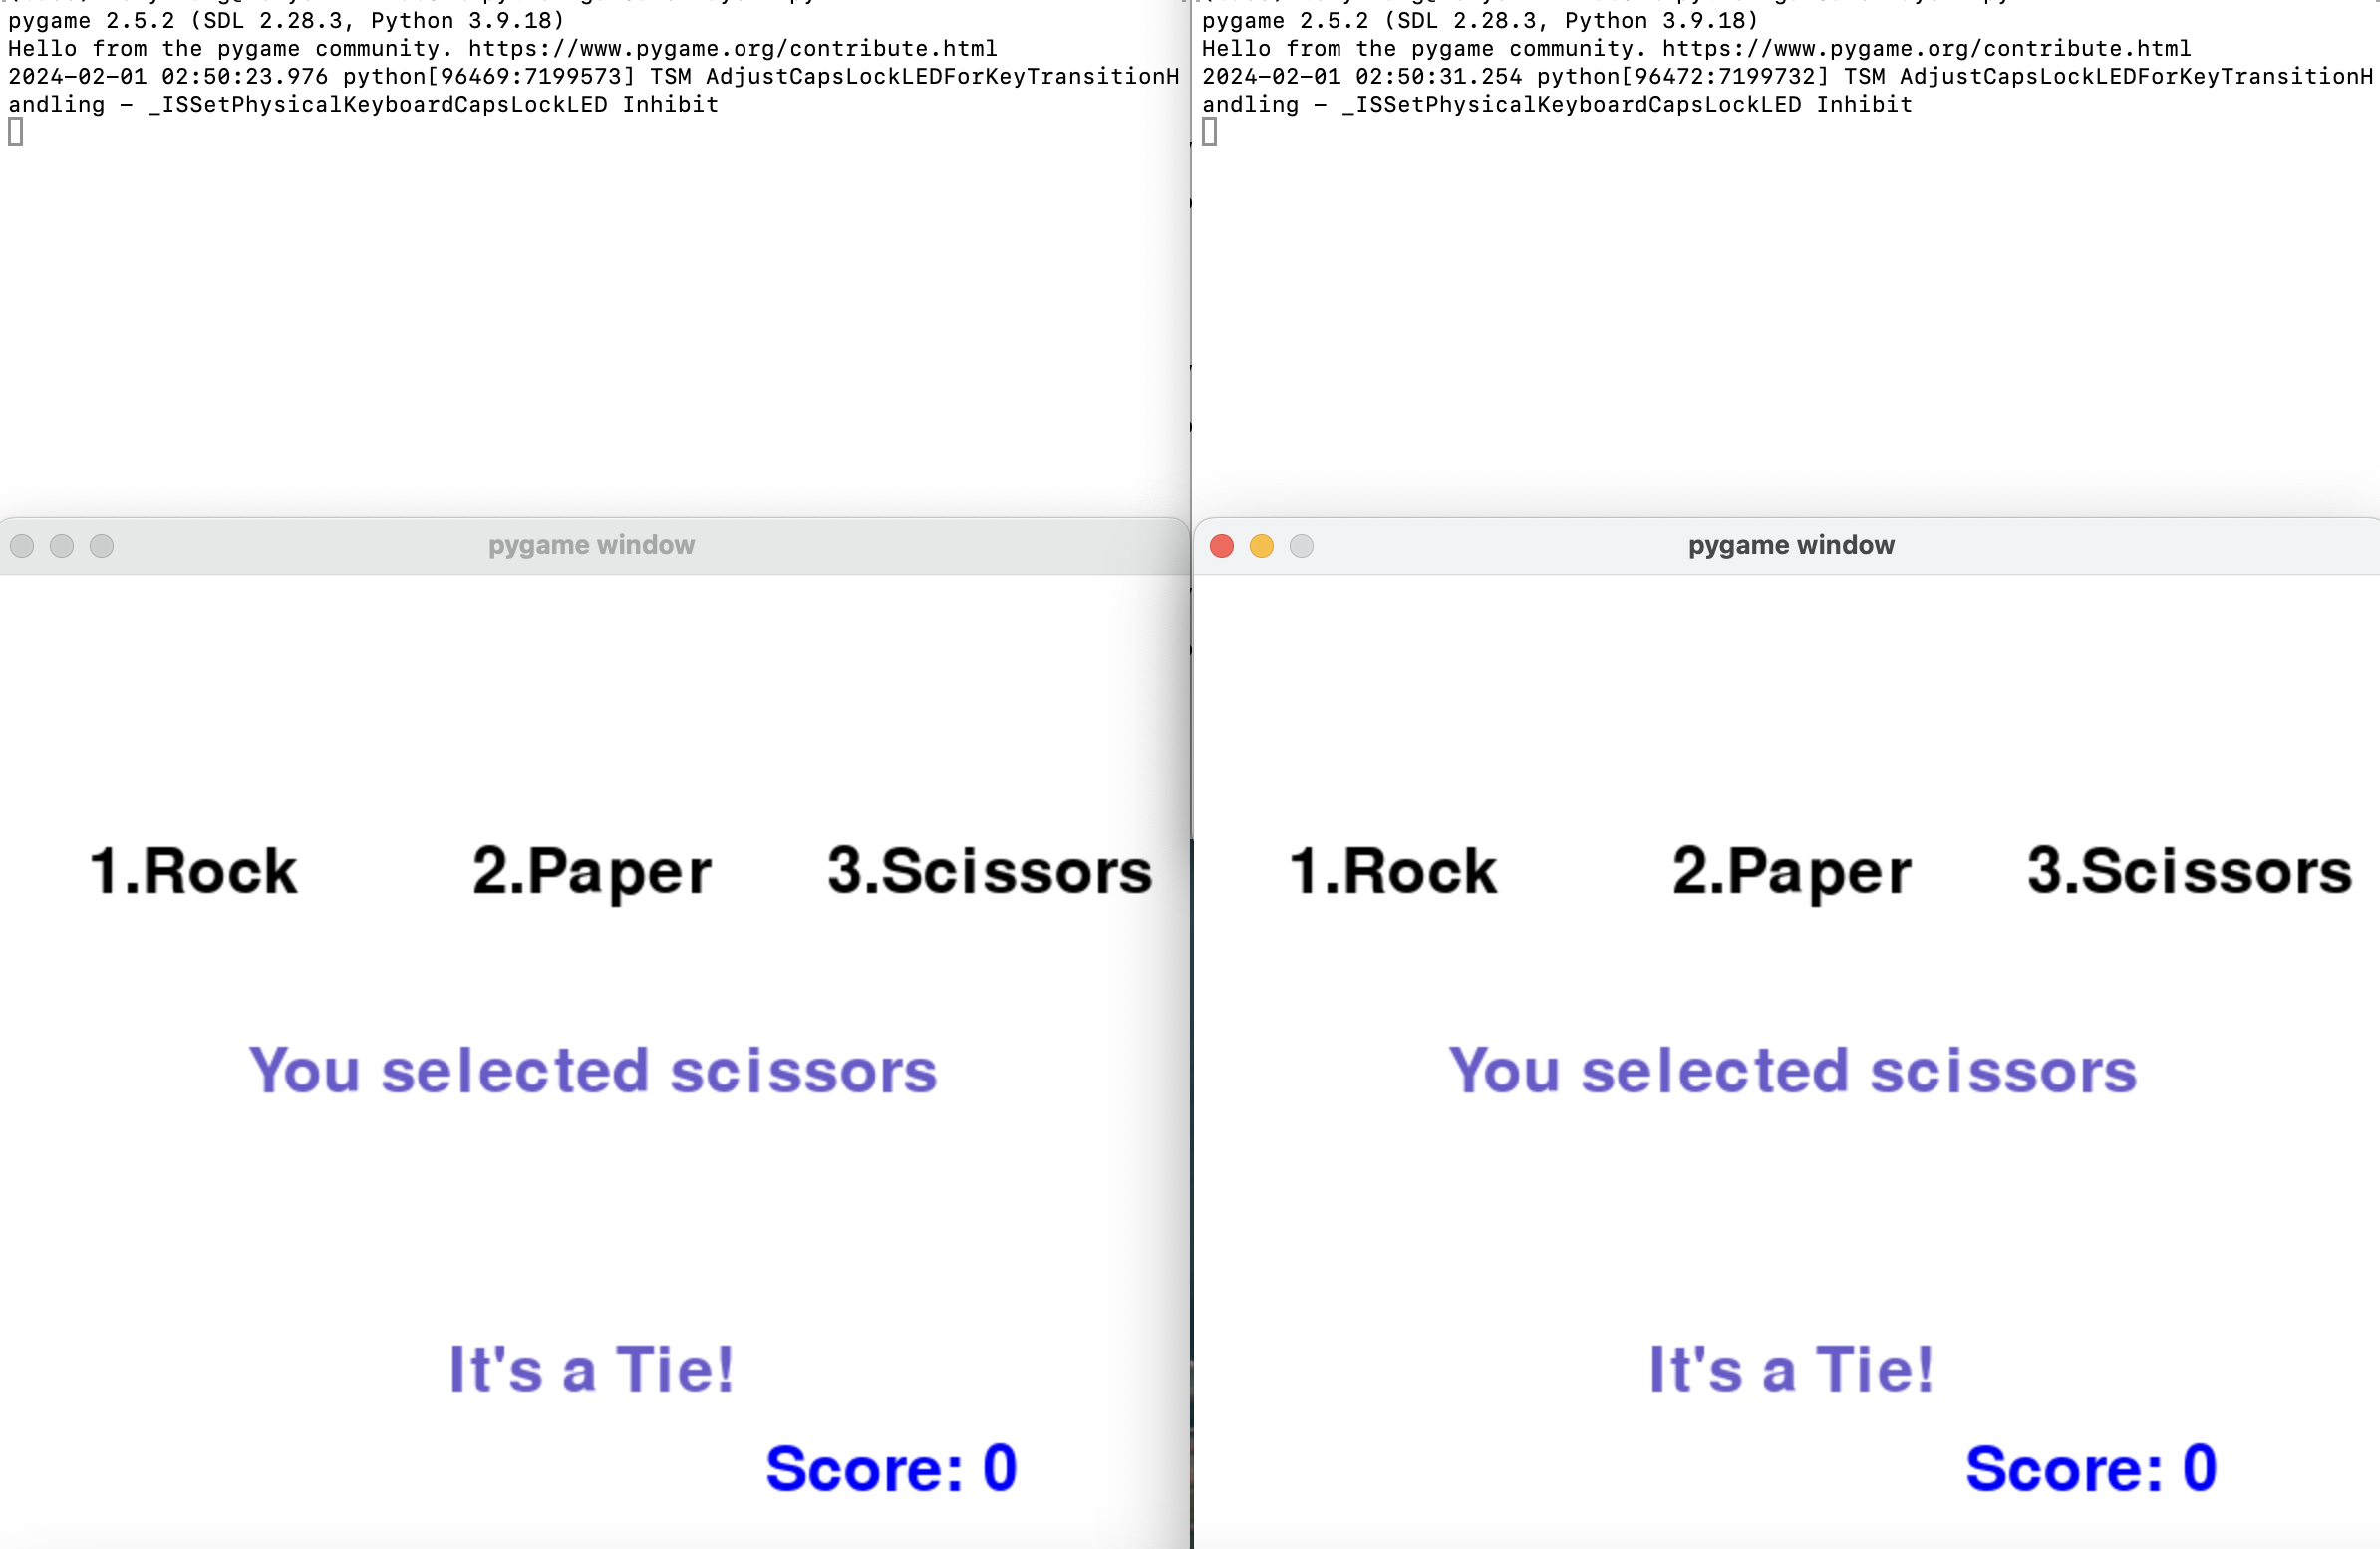 pygame 2.5.2 (SDL 2.28.3, Python 3.9.18)
Hello from the pygame community. https://www.pygame.org/contribute.html
2024-02-01 02:50:23.976 python[96469:7199573] TSM AdjustCapsLockLEDForKeyTransitionH
andling - _ISSetPhysicalKeyboardCapsLockLED Inhibit
pygame window
1.Rock 2.Paper 3.Scissors
You selected scissors
It's a Tie!
Score: 0
pygame 2.5.2 (SDL 2.28.3, Python 3.9.18)
Hello from the pygame community. https://www.pygame.org/contribute.html
2024-02-01 02:50:31.254 python[96472:7199732] TSM AdjustCapsLockLEDForKeyTransitionH
andling - _ISSetPhysicalKeyboardCapsLockLED Inhibit
pygame window
1.Rock 2.Paper 3.Scissors
You selected scissors
It's a Tie!
Score: 0